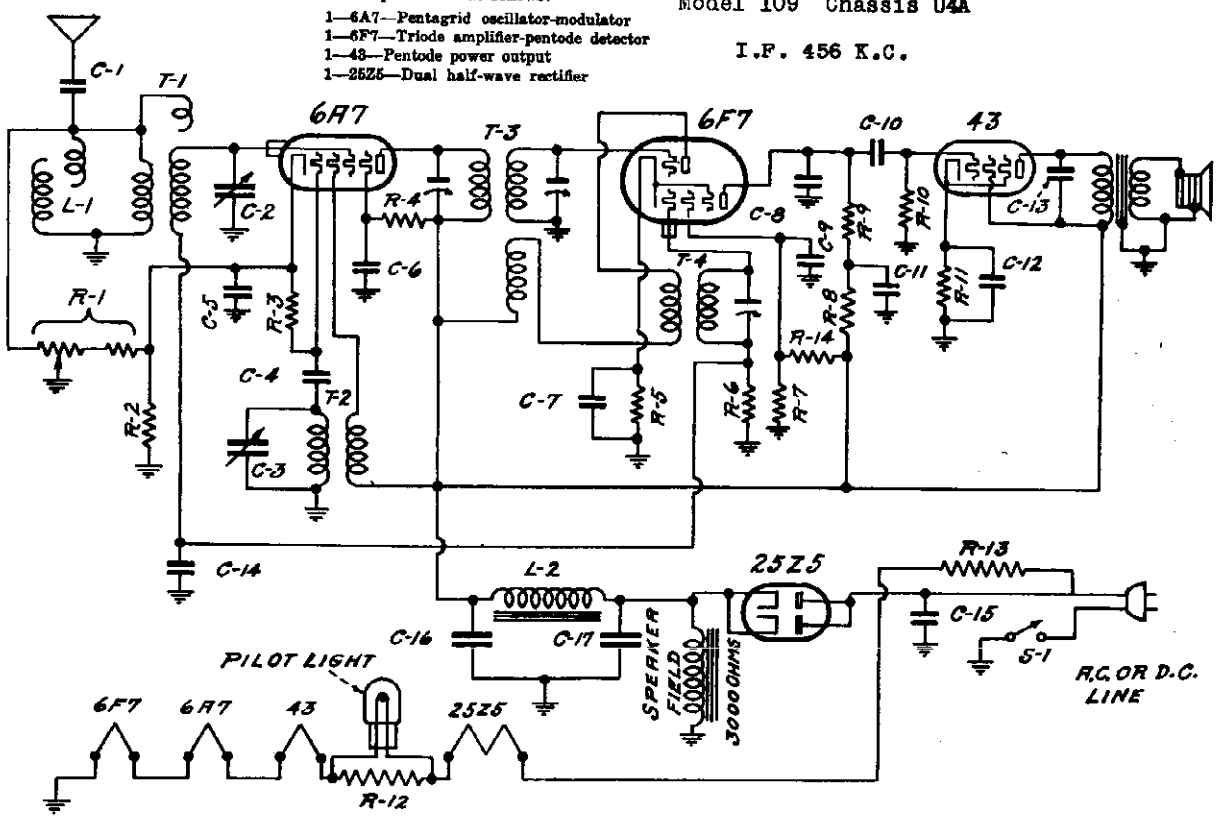 1—6A7—Pentagrid oscillator-modulator
1—6F7—Triode amplifier-pentode detector
1—43—Pentode power output
1—25Z5—Dual half-wave rectifier
Model 109 Chassis U4A
I.F. 456 K.C.
C-1
T-1
6A7
T-3
6F7
C-10
43
L-1
C-2
R-4
C-8
C-9
R-9
R-10
C-13
C-6
T-4
C-11
R-11
C-12
R-1
C-5
R-3
R-8
R-14
C-4
T-2
C-7
R-5
R-6
R-7
R-2
C-3
C-14
L-2
25Z5
R-13
C-16
C-17
C-15
S-1
SPEAKER
FIELD
3000 OHMS
A.C. OR D.C.
LINE
PILOT LIGHT
6F7
6A7
43
25Z5
R-12